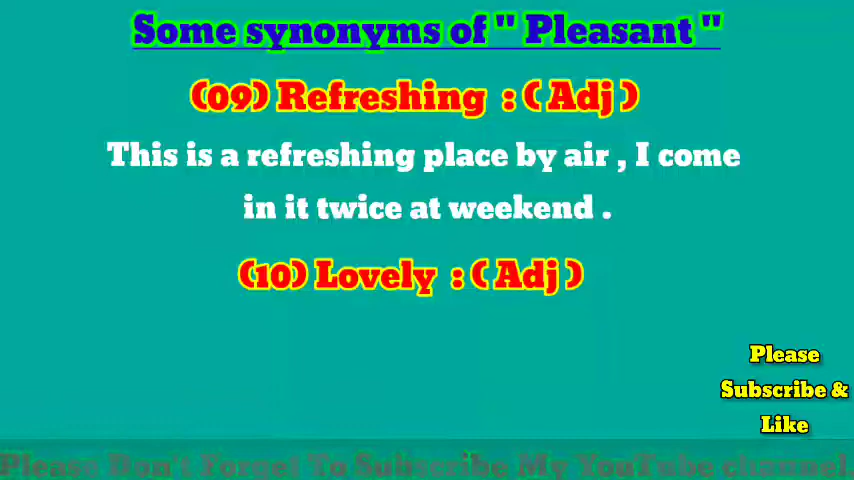 Some synonyms of " Pleasant "
(09) Refreshing : ( Adj )
This is a refreshing place by air , I come
in it twice at weekend .
(10) Lovely : ( Adj )
Please
Subscribe &
Like
Please Don't Forget To Subscribe My YouTube channel.